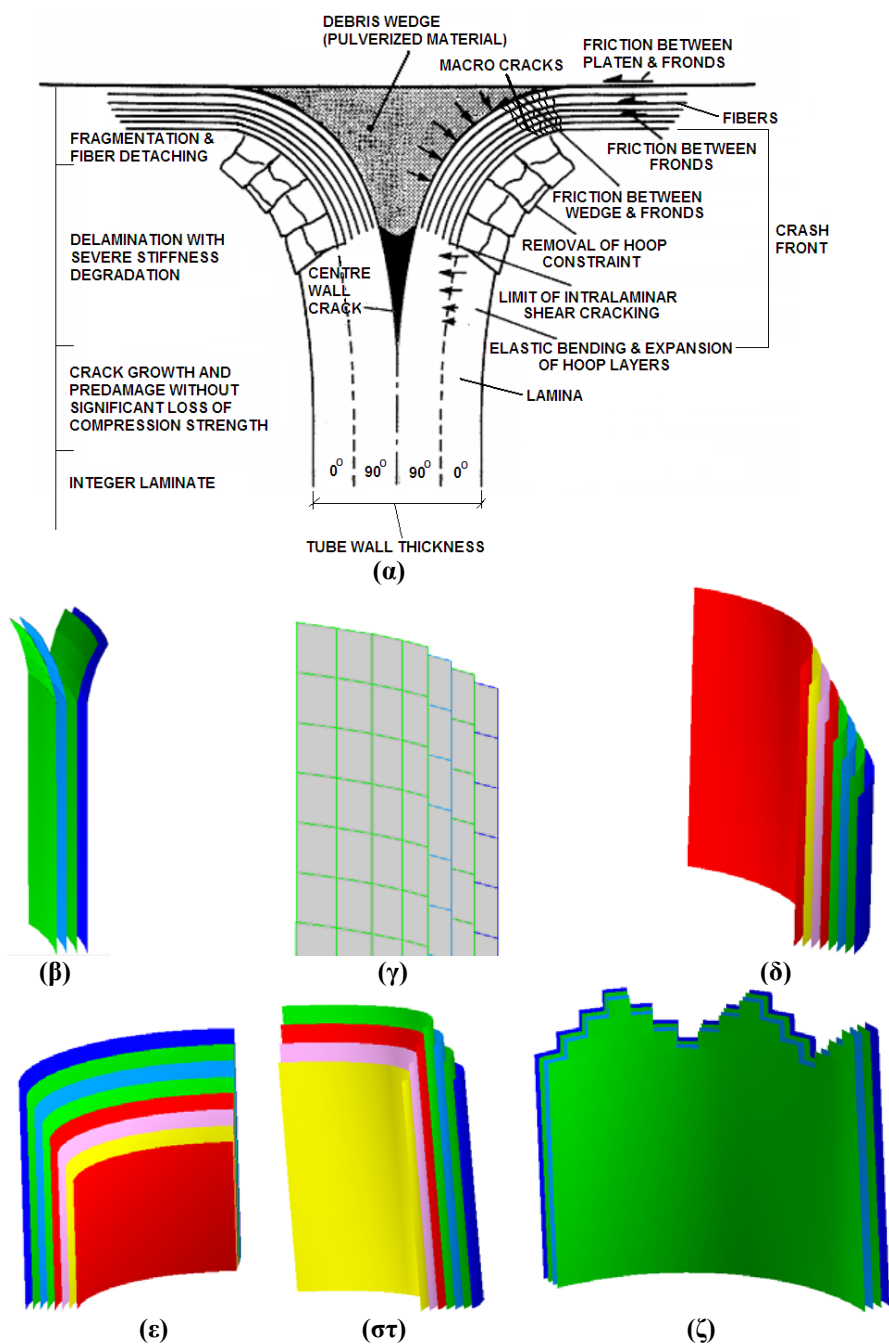 DEBRIS WEDGE
(PULVERIZED MATERIAL)
MACRO CRACKS
FRICTION BETWEEN
PLATEN & FRONDS
FIBERS
FRICTION BETWEEN
FRONDS
FRAGMENTATION &
FIBER DETACHING
FRICTION BETWEEN
WEDGE & FRONDS
CRASH
FRONT
REMOVAL OF HOOP
CONSTRAINT
DELAMINATION WITH
SEVERE STIFFNESS
DEGRADATION
CENTRE
WALL
CRACK
LIMIT OF INTRALAMINAR
SHEAR CRACKING
ELASTIC BENDING & EXPANSION
OF HOOP LAYERS
LAMINA
CRACK GROWTH AND
PREDAMAGE WITHOUT
SIGNIFICANT LOSS OF
COMPRESSION STRENGTH
INTEGER LAMINATE
0° 90° 90° 0°
TUBE WALL THICKNESS
(α)
(β) (γ) (δ)
(ε) (στ) (ζ)